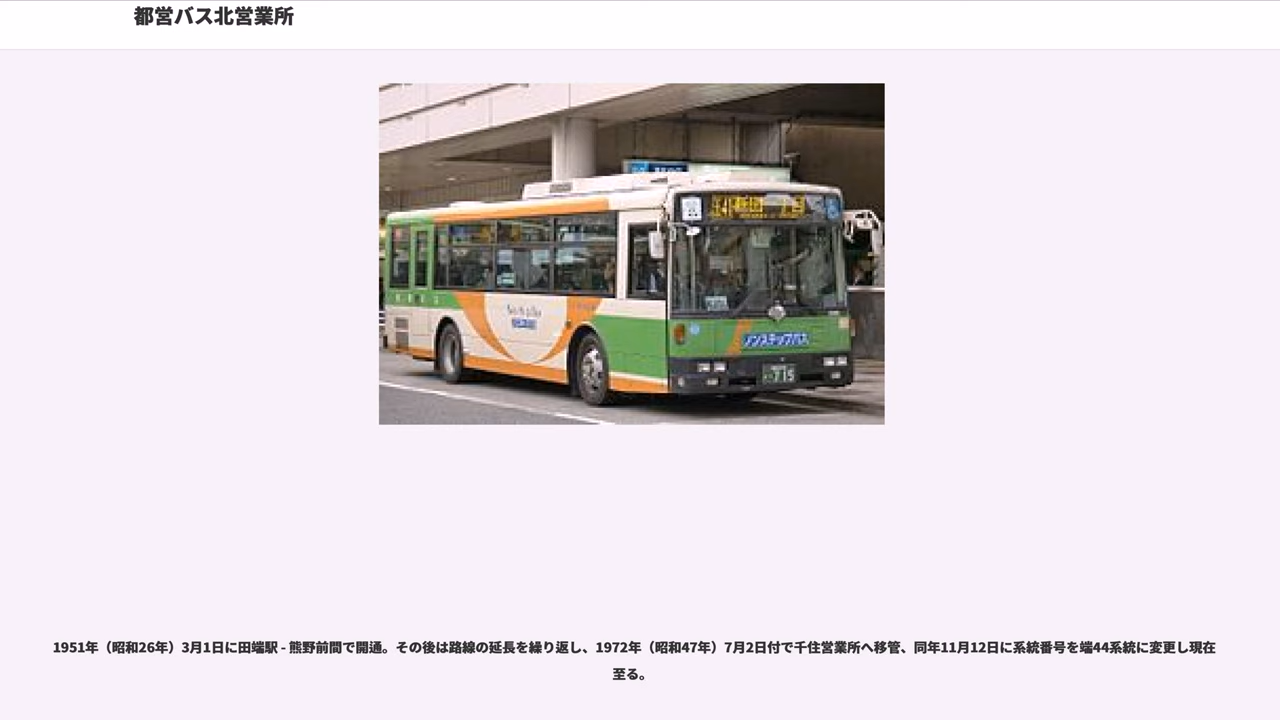 都営バス北営業所
ノンステップバス
715
1951年（昭和26年）3月1日に田端駅 - 熊野前間で開通。その後は路線の延長を繰り返し、1972年（昭和47年）7月2日付で千住営業所へ移管、同年11月12日に系統番号を端44系統に変更し現在
至る。